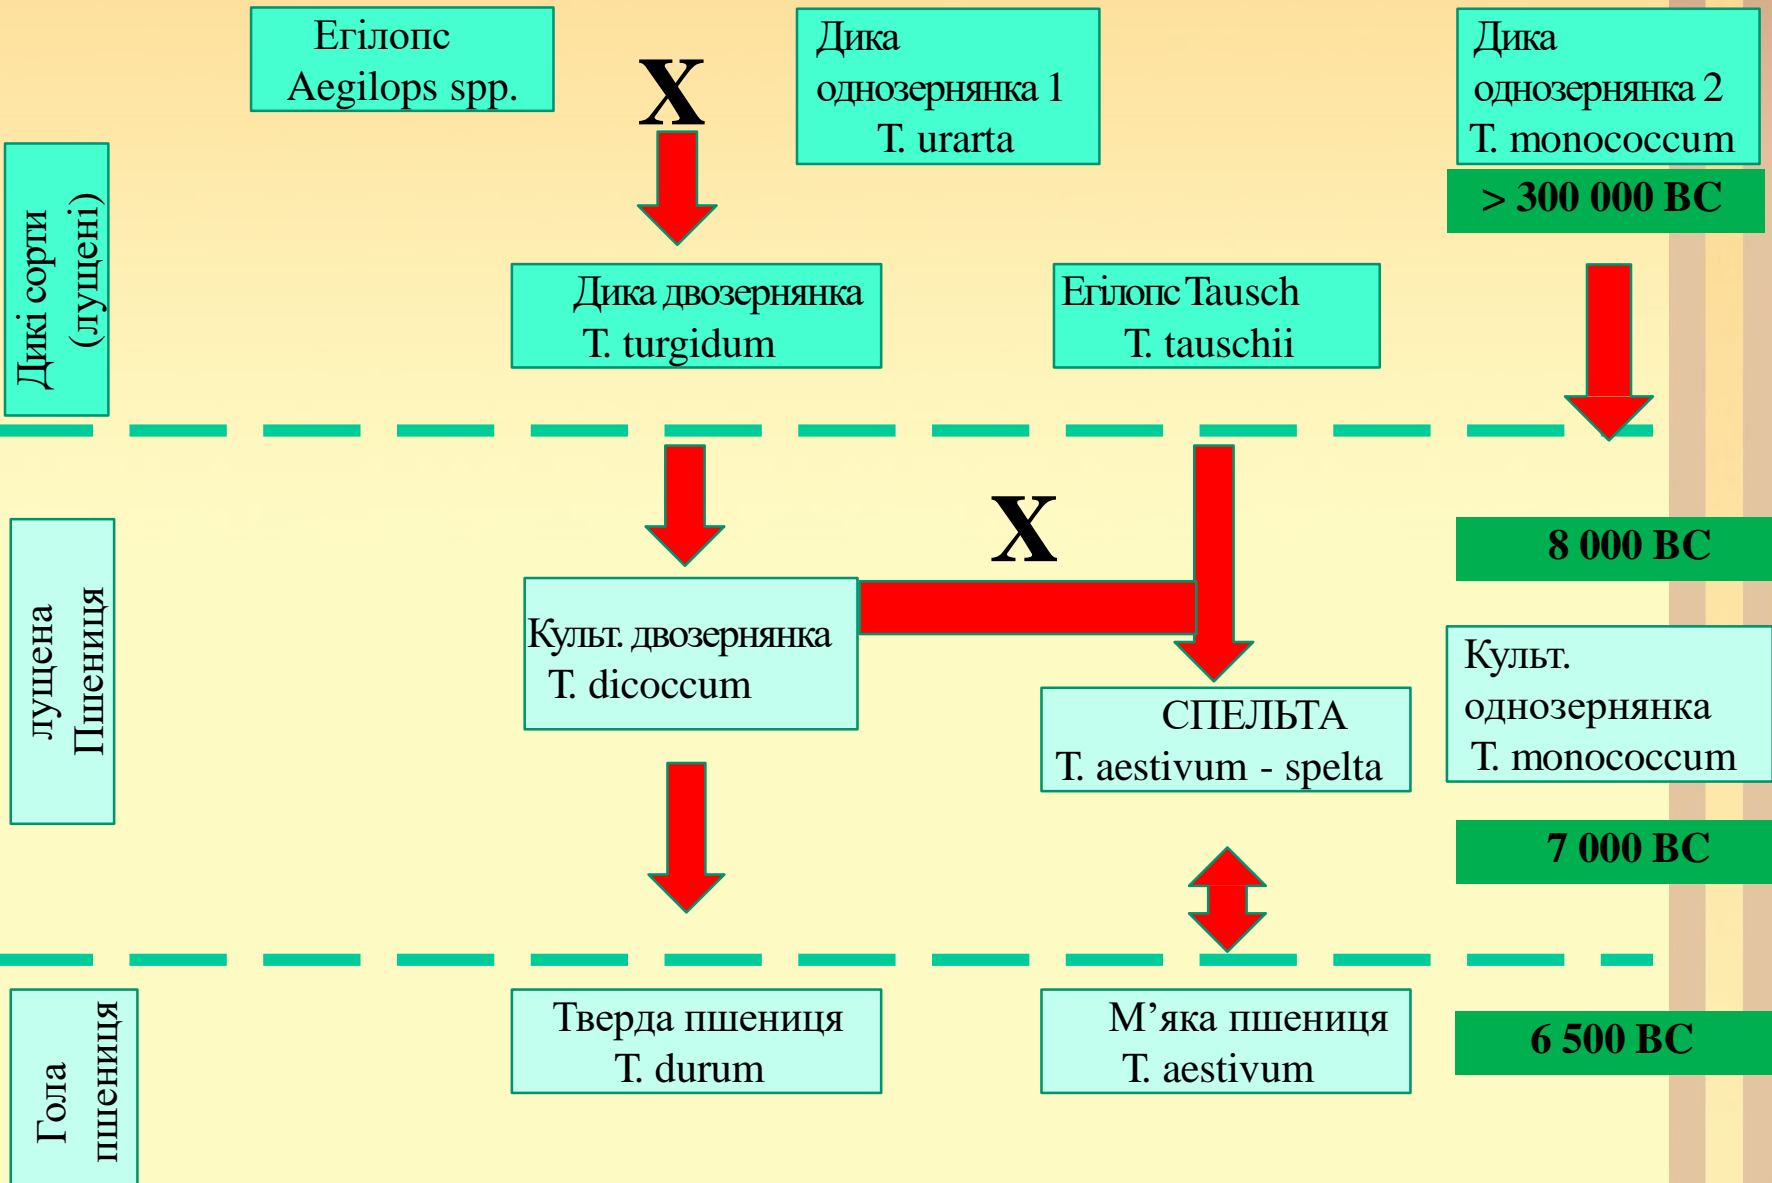 Егілопс
Aegilops spp.
X
Дика
однозернянка 1
T. urarta
Дика
однозернянка 2
T. monococcum
> 300 000 BC
Дикі сорти
(лущені)
Дика двозернянка
T. turgidum
Егілопс Tausch
T. tauschii
X
8 000 BC
лущена
Пшениця
Культ. двозернянка
T. dicoccum
СПЕЛЬТА
T. aestivum - spelta
Культ.
однозернянка
T. monococcum
7 000 BC
Гола
пшениця
Тверда пшениця
T. durum
М’яка пшениця
T. aestivum
6 500 BC